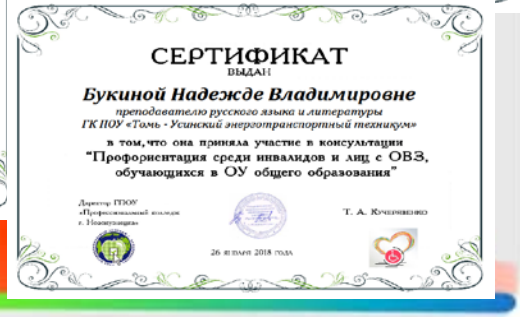 СЕРТИФИКАТ
ВЫДАН
Букиной Надежде Владимировне
преподавателю русского языка и литературы
ГК ПОУ «Томь - Усинский энерготранспортный техникум»
в том, что она приняла участие в консультации
“Профориентация среди инвалидов и лиц с ОВЗ,
обучающихся в ОУ общего образования”
Директор ГПОУ
«Профессиональный колледж
г. Новокузнецка»
Т. А. Кучерявенко
26 января 2018 года